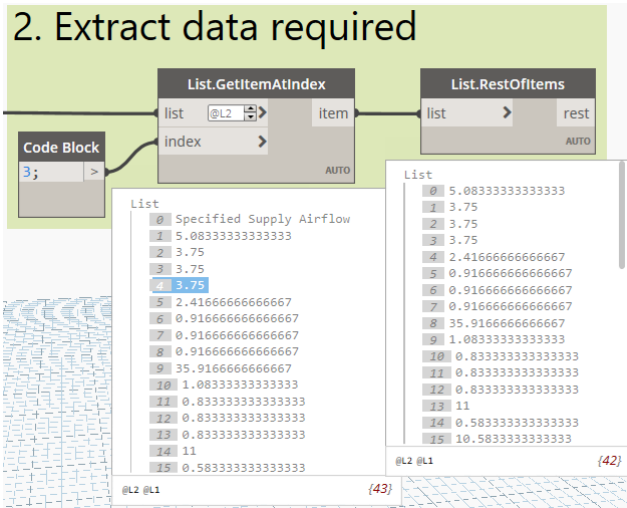 2. Extract data required
List.GetItemAtIndex
list @L2 > item
index >
AUTO
List.RestOfItems
list > rest
AUTO
Code Block
3; >
List
0 Specified Supply Airflow
1 5.08333333333333
2 3.75
3 3.75
4 3.75
5 2.41666666666667
6 0.916666666666667
7 0.916666666666667
8 0.916666666666667
9 35.9166666666667
10 1.08333333333333
11 0.833333333333333
12 0.833333333333333
13 0.833333333333333
14 11
15 0.583333333333333
@L2 @L1 {43}
List
0 5.08333333333333
1 3.75
2 3.75
3 3.75
4 2.41666666666667
5 0.916666666666667
6 0.916666666666667
7 0.916666666666667
8 35.9166666666667
9 1.08333333333333
10 0.833333333333333
11 0.833333333333333
12 0.833333333333333
13 11
14 0.583333333333333
15 10.5833333333333
@L2 @L1 {42}